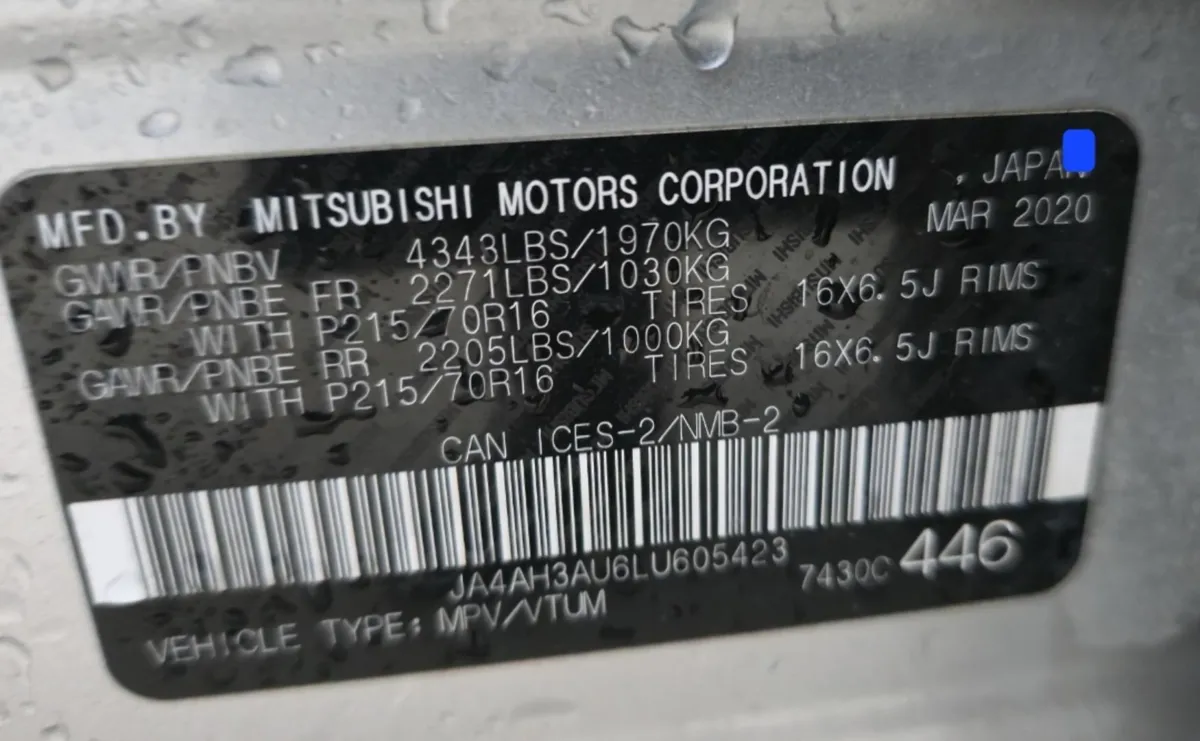 MFD.BY MITSUBISHI MOTORS CORPORATION , JAPAN
MAR 2020
GWVR/PNBV 4343LBS/1970KG
GAWR/PNBE FR 2271LBS/1030KG
WITH P215/70R16 TIRES 16X6.5J RIMS
GAWR/PNBE RR 2205LBS/1000KG
WITH P215/70R16 TIRES 16X6.5J RIMS
CAN ICES-2/NMB-2
JA4AH3AU6LU605423 7430C 446
VEHICLE TYPE: MPV/VTUM